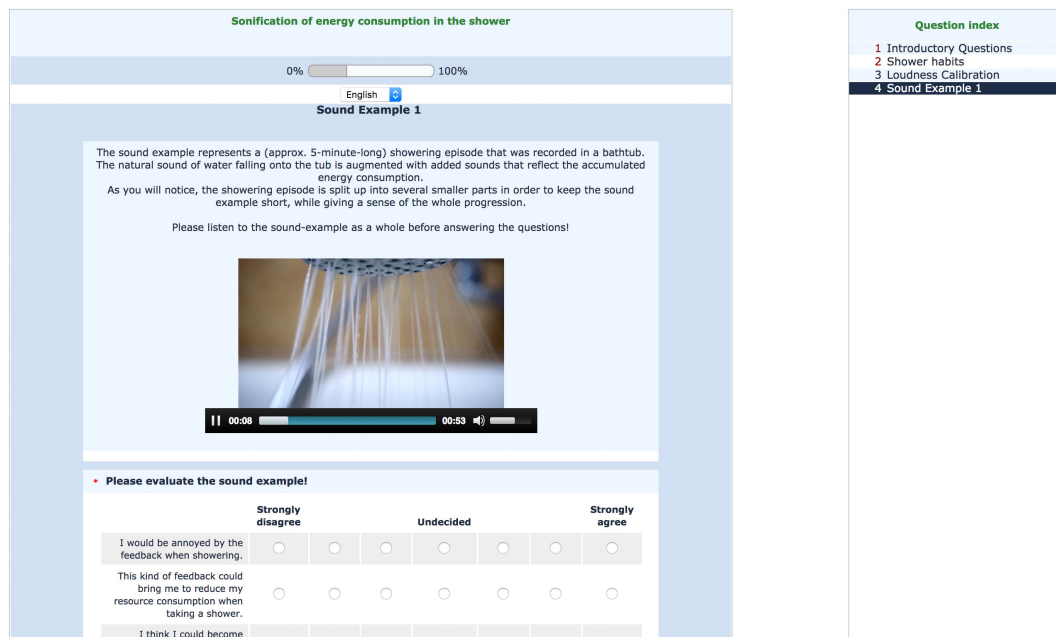 Sonification of energy consumption in the shower
0% 100%
English
Sound Example 1
The sound example represents a (approx. 5-minute-long) showering episode that was recorded in a bathtub.
The natural sound of water falling onto the tub is augmented with added sounds that reflect the accumulated
energy consumption.
As you will notice, the showering episode is split up into several smaller parts in order to keep the sound
example short, while giving a sense of the whole progression.
Please listen to the sound-example as a whole before answering the questions!
00:08 00:53
* Please evaluate the sound example!
Strongly
disagree
Undecided
Strongly
agree
I would be annoyed by the
feedback when showering.
This kind of feedback could
bring me to reduce my
resource consumption when
taking a shower.
I think I could become
Question index
1 Introductory Questions
2 Shower habits
3 Loudness Calibration
4 Sound Example 1